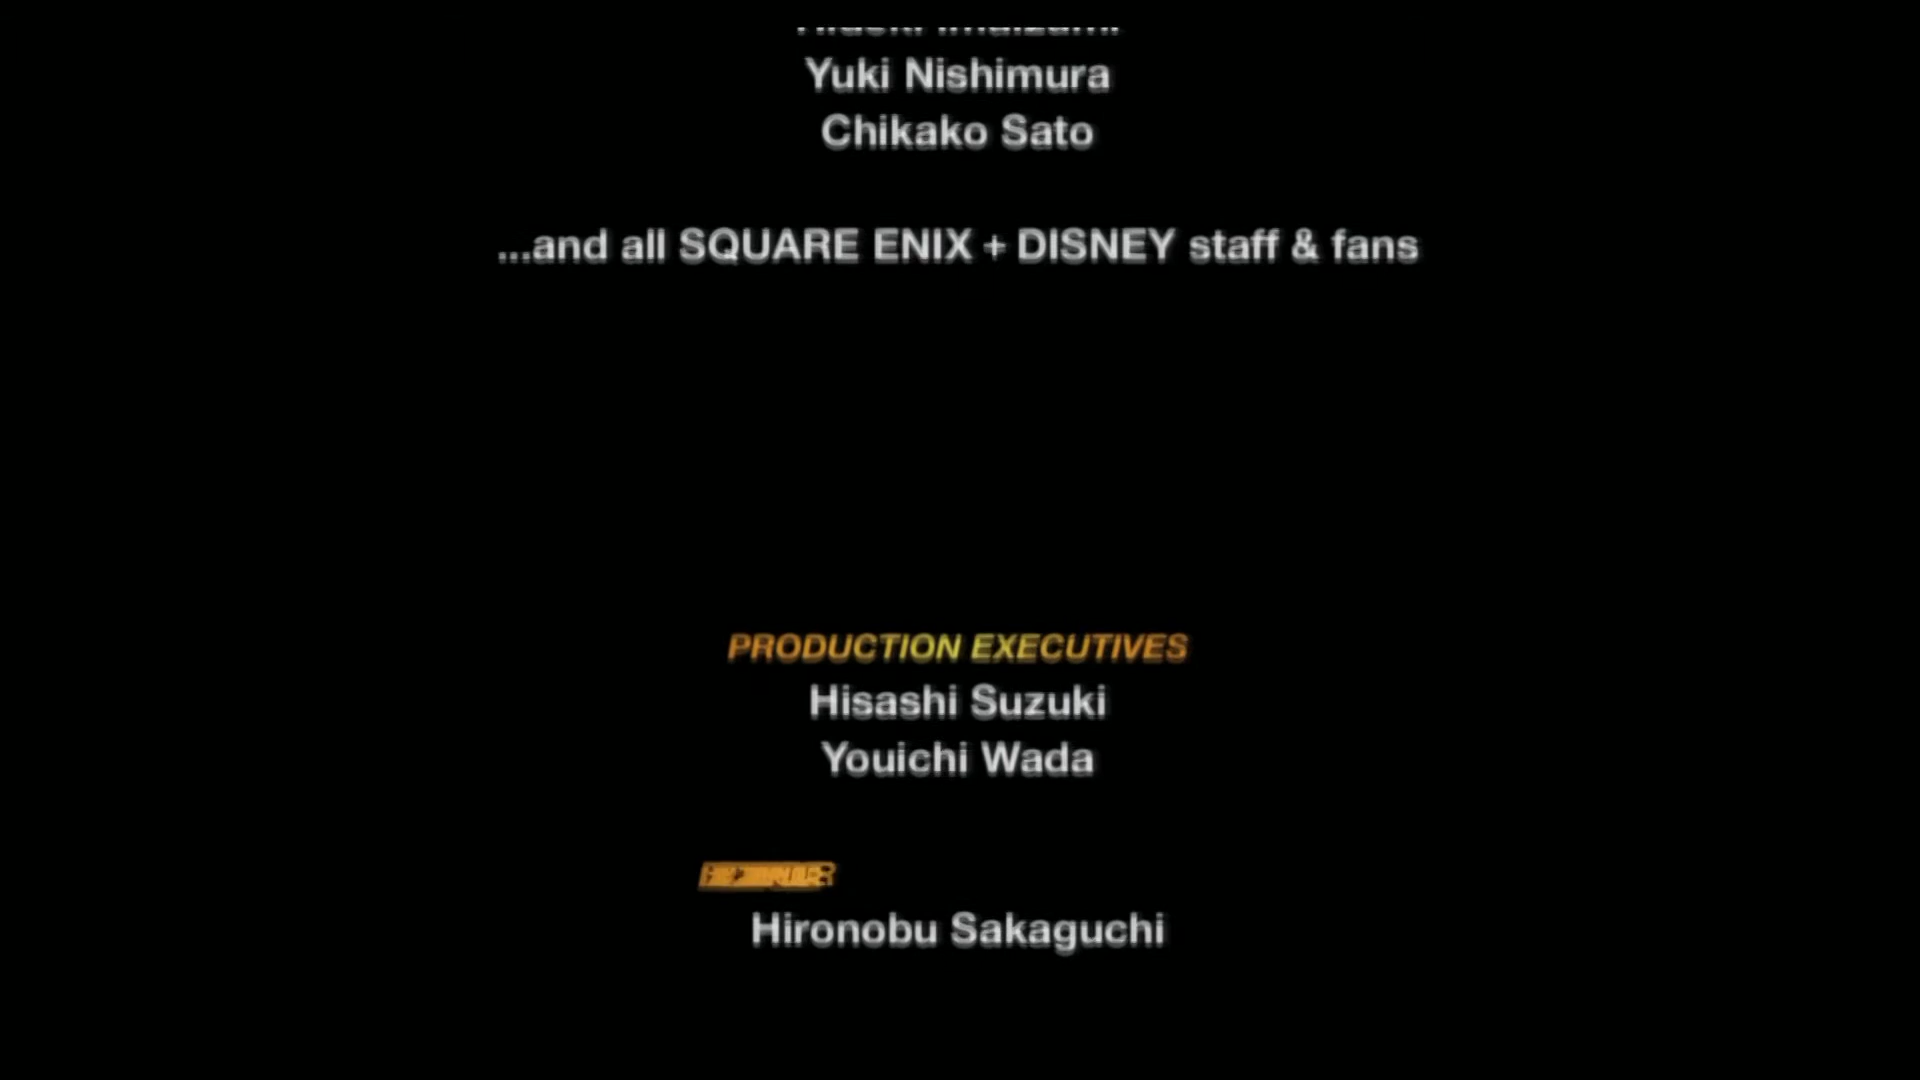 Yuki Nishimura
Chikako Sato
...and all SQUARE ENIX + DISNEY staff & fans
PRODUCTION EXECUTIVES
Hisashi Suzuki
Youichi Wada
Hironobu Sakaguchi